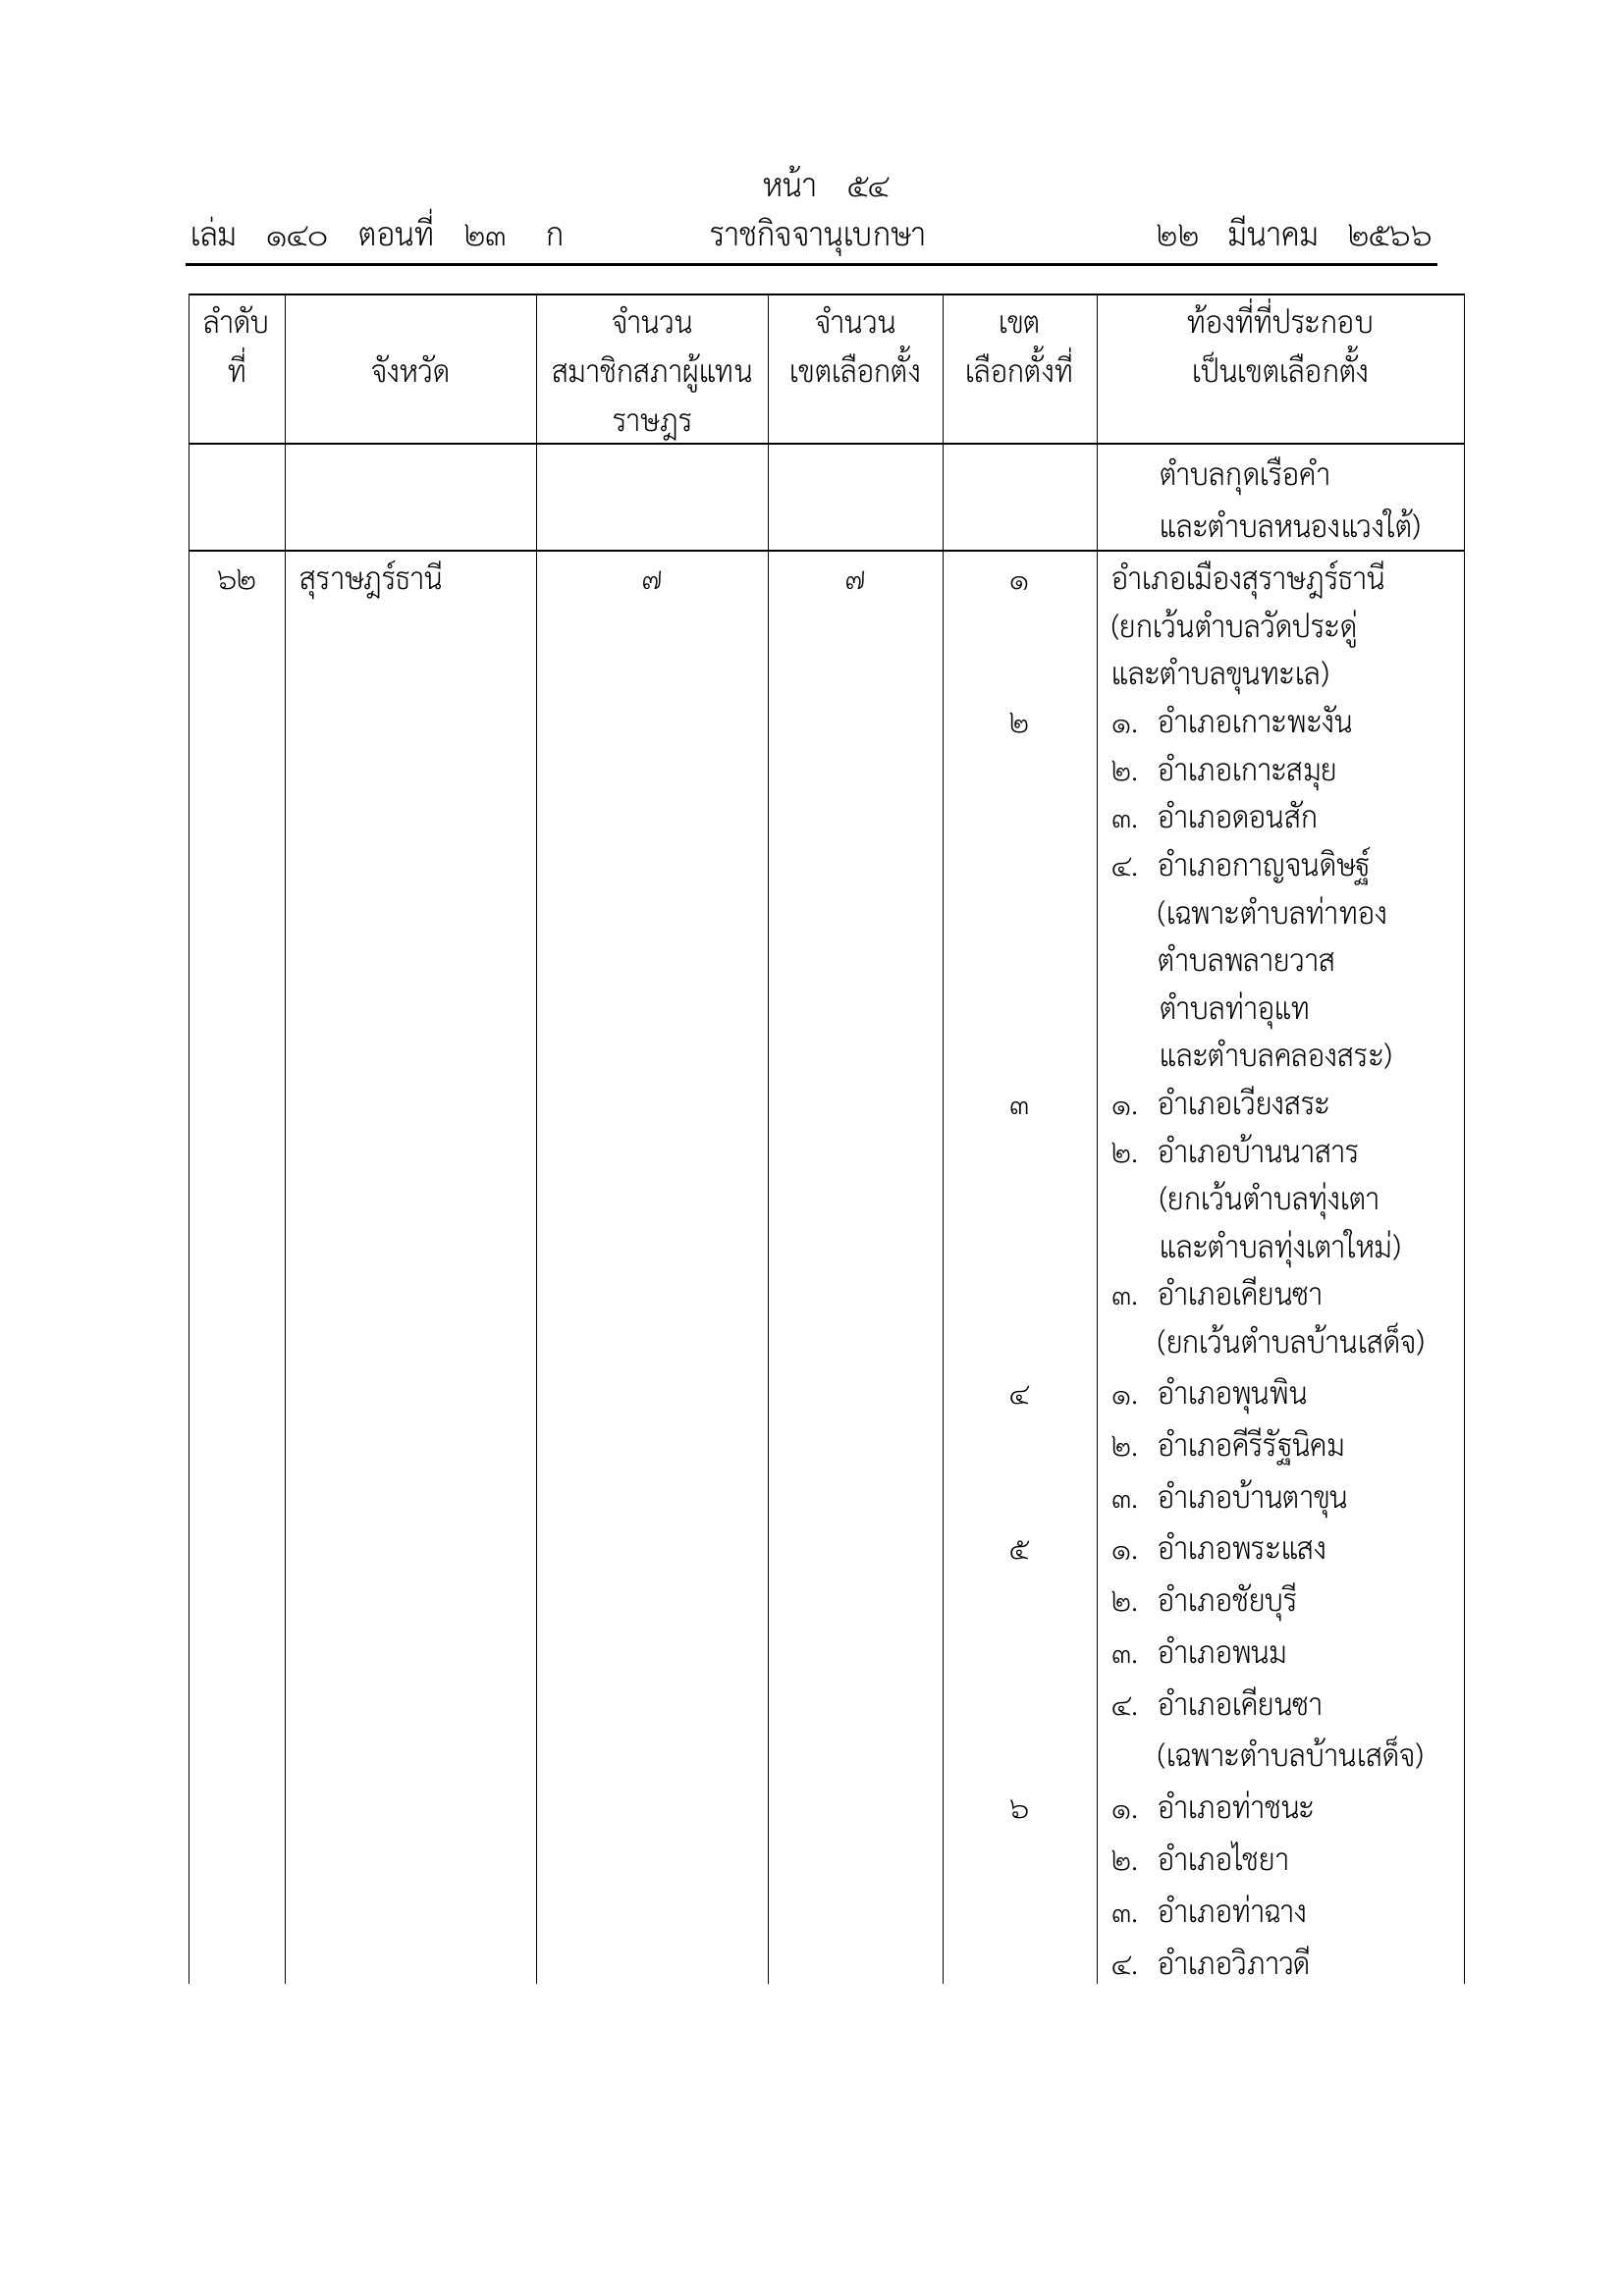 หน้า ๕๔
เล่ม ๑๔๐ ตอนที่ ๒๓ ก ราชกิจจานุเบกษา ๒๒ มีนาคม ๒๕๖๖
ลำดับ จำนวน จำนวน เขต ท้องที่ที่ประกอบ
ที่ จังหวัด สมาชิกสภาผู้แทน เขตเลือกตั้ง เลือกตั้งที่ เป็นเขตเลือกตั้ง
ราษฎร
ตำบลกุดเรือคำ
และตำบลหนองแวงใต้)
๖๒ สุราษฎร์ธานี ๗ ๗ ๑ อำเภอเมืองสุราษฎร์ธานี
(ยกเว้นตำบลวัดประดู่
และตำบลขุนทะเล)
๒ ๑. อำเภอเกาะพะงัน
๒. อำเภอเกาะสมุย
๓. อำเภอดอนสัก
๔. อำเภอกาญจนดิษฐ์
(เฉพาะตำบลท่าทอง
ตำบลพลายวาส
ตำบลท่าอุแท
และตำบลคลองสระ)
๓ ๑. อำเภอเวียงสระ
๒. อำเภอบ้านนาสาร
(ยกเว้นตำบลทุ่งเตา
และตำบลทุ่งเตาใหม่)
๓. อำเภอเคียนซา
(ยกเว้นตำบลบ้านเสด็จ)
๔ ๑. อำเภอพุนพิน
๒. อำเภอคีรีรัฐนิคม
๓. อำเภอบ้านตาขุน
๕ ๑. อำเภอพระแสง
๒. อำเภอชัยบุรี
๓. อำเภอพนม
๔. อำเภอเคียนซา
(เฉพาะตำบลบ้านเสด็จ)
๖ ๑. อำเภอท่าชนะ
๒. อำเภอไชยา
๓. อำเภอท่าฉาง
๔. อำเภอวิภาวดี